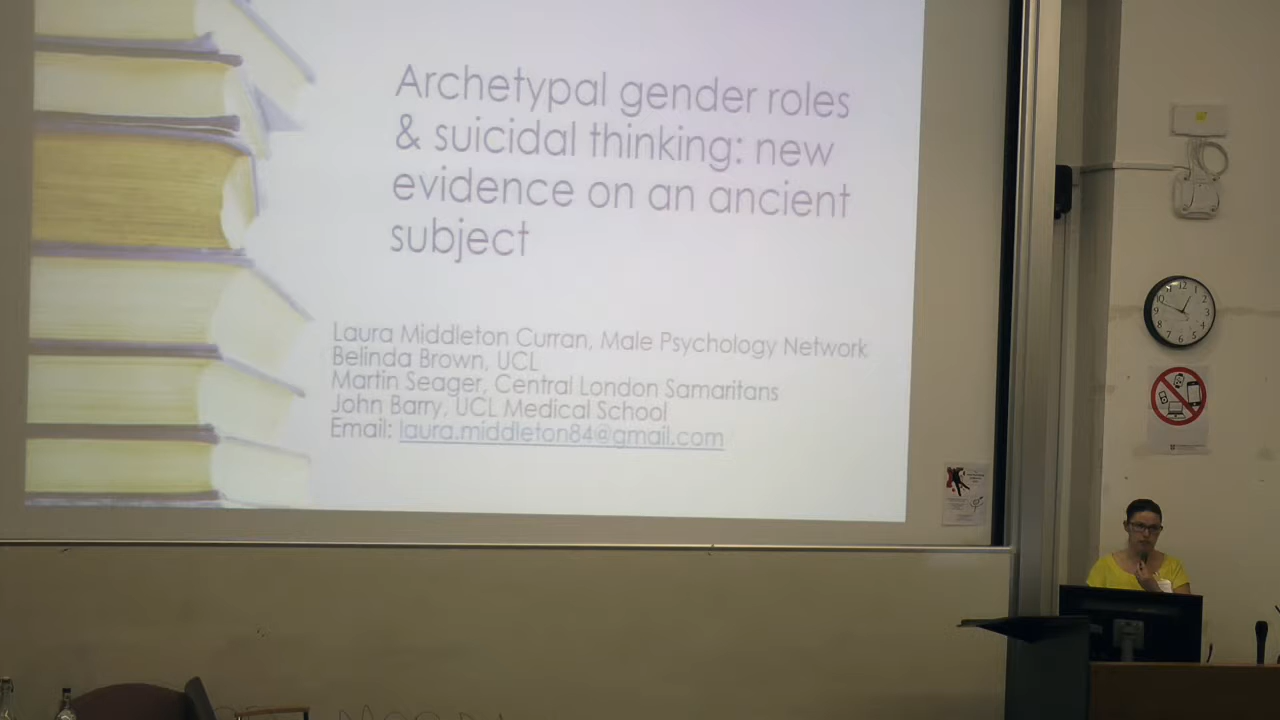 Archetypal gender roles
& suicidal thinking: new
evidence on an ancient
subject
Laura Middleton Curran, Male Psychology Network
Belinda Brown, UCL
Martin Seager, Central London Samaritans
John Barry, UCL Medical School
Email: laura.middleton84@gmail.com